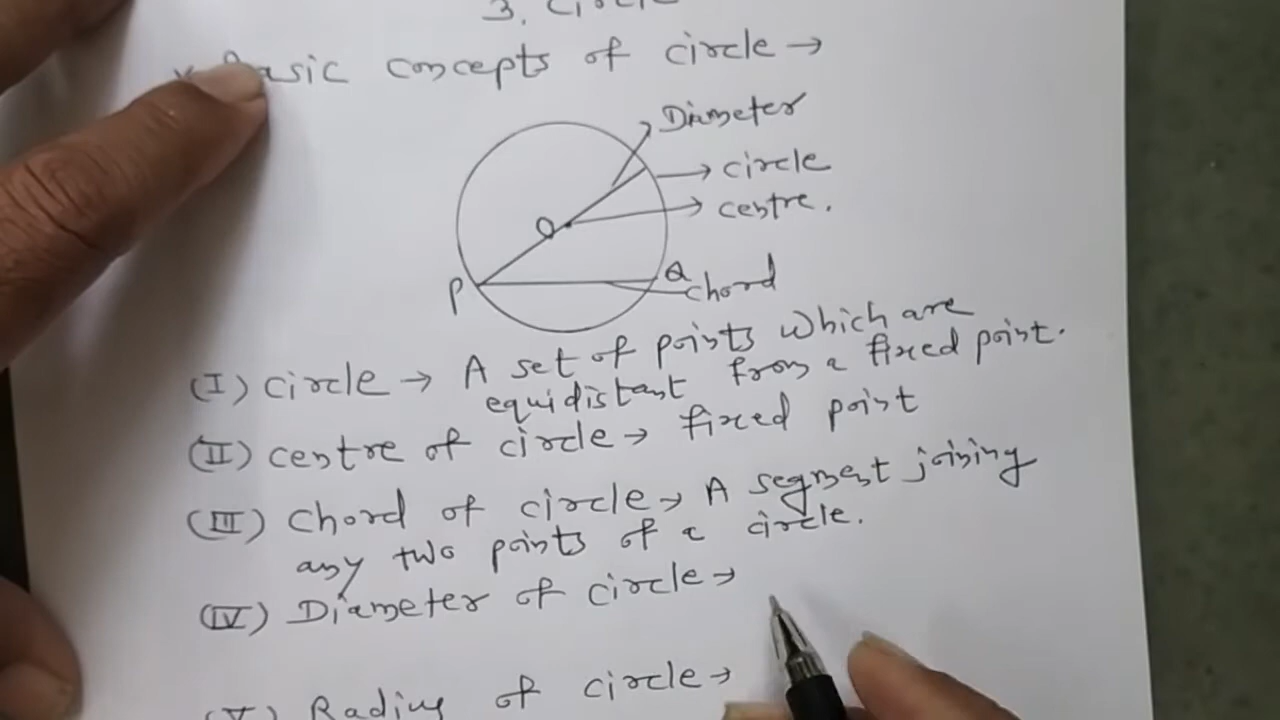 3. Circle
Basic concepts of circle →
Diameter
circle
centre.
O
P
Q
chord
(I) circle → A set of points which are
equidistant from a fixed point.
(II) centre of circle → fixed point
(III) Chord of circle → A segment joining
any two points of a circle.
(IV) Diameter of circle →
(V) Radius of circle →